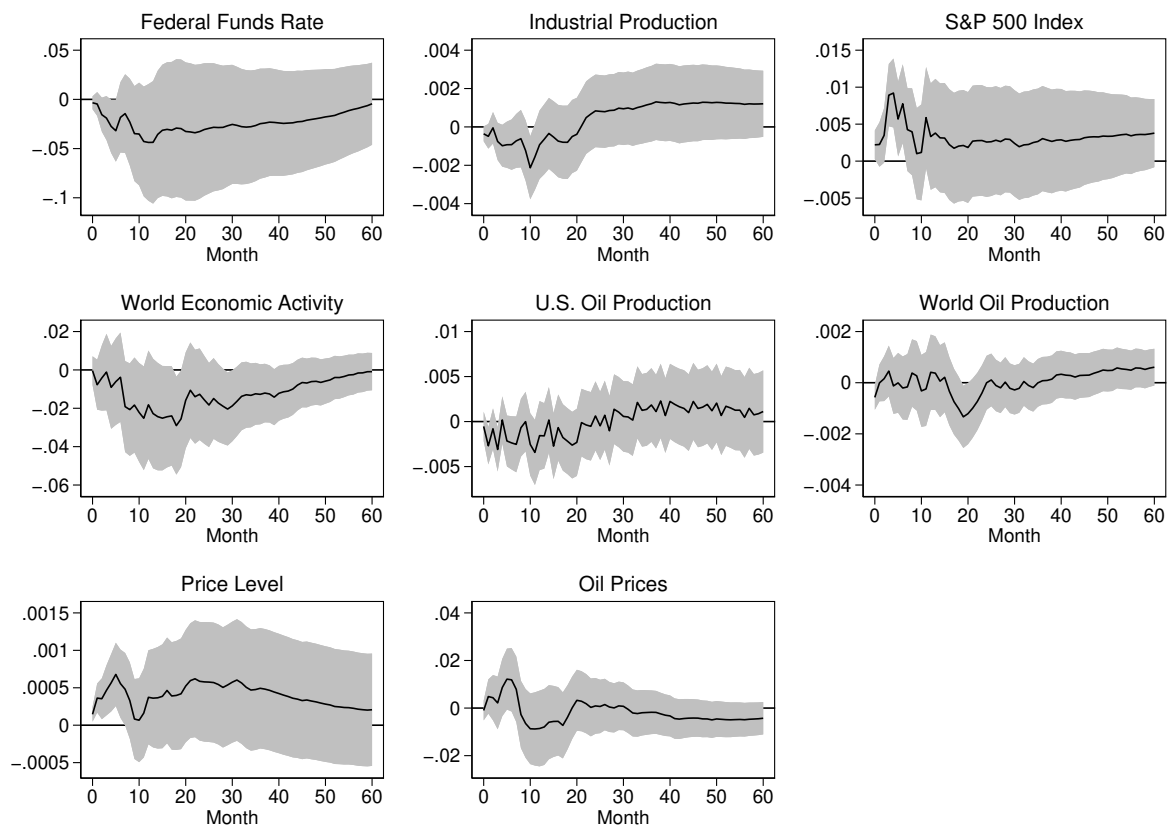 Federal Funds Rate
.05
0
−.05
−.1
0 10 20 30 40 50 60
Month
Industrial Production
.004
.002
0
−.002
−.004
0 10 20 30 40 50 60
Month
S&P 500 Index
.015
.01
.005
0
−.005
0 10 20 30 40 50 60
Month
World Economic Activity
.02
0
−.02
−.04
−.06
0 10 20 30 40 50 60
Month
U.S. Oil Production
.01
.005
0
−.005
0 10 20 30 40 50 60
Month
World Oil Production
.002
0
−.002
−.004
0 10 20 30 40 50 60
Month
Price Level
.0015
.001
.0005
0
−.0005
0 10 20 30 40 50 60
Month
Oil Prices
.04
.02
0
−.02
0 10 20 30 40 50 60
Month